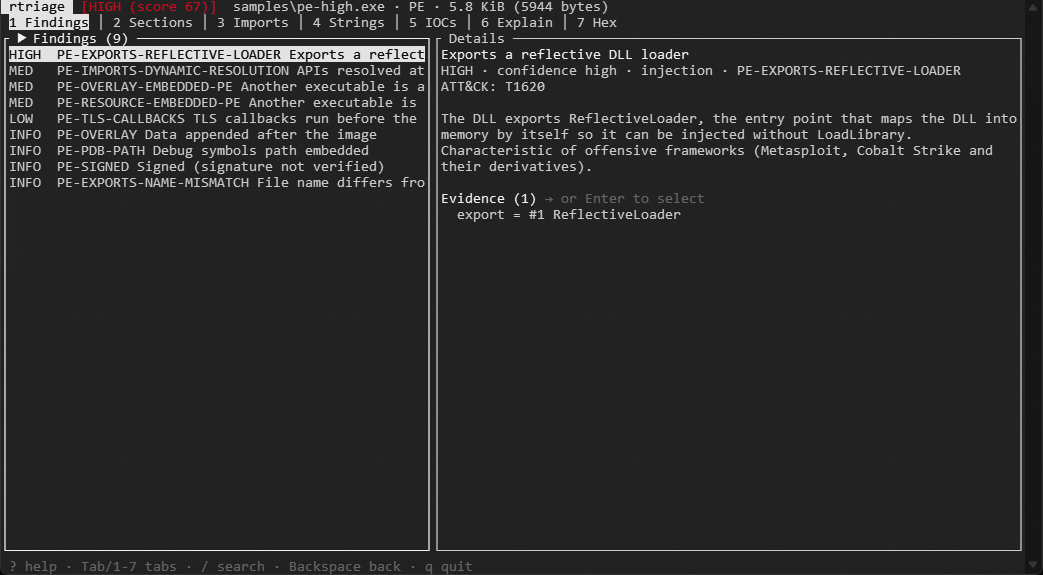 rtriage [HIGH (score 67)] samples\pe-high.exe · PE · 5.8 KiB (5944 bytes)
1 Findings │ 2 Sections │ 3 Imports │ 4 Strings │ 5 IOCs │ 6 Explain │ 7 Hex
▶ Findings (9)
HIGH PE-EXPORTS-REFLECTIVE-LOADER Exports a reflect
MED PE-IMPORTS-DYNAMIC-RESOLUTION APIs resolved at
MED PE-OVERLAY-EMBEDDED-PE Another executable is a
MED PE-RESOURCE-EMBEDDED-PE Another executable is
LOW PE-TLS-CALLBACKS TLS callbacks run before the
INFO PE-OVERLAY Data appended after the image
INFO PE-PDB-PATH Debug symbols path embedded
INFO PE-SIGNED Signed (signature not verified)
INFO PE-EXPORTS-NAME-MISMATCH File name differs fro
Details
Exports a reflective DLL loader
HIGH · confidence high · injection · PE-EXPORTS-REFLECTIVE-LOADER
ATT&CK: T1620
The DLL exports ReflectiveLoader, the entry point that maps the DLL into
memory by itself so it can be injected without LoadLibrary.
Characteristic of offensive frameworks (Metasploit, Cobalt Strike and
their derivatives).
Evidence (1) → or Enter to select
export = #1 ReflectiveLoader
? help · Tab/1-7 tabs · / search · Backspace back · q quit